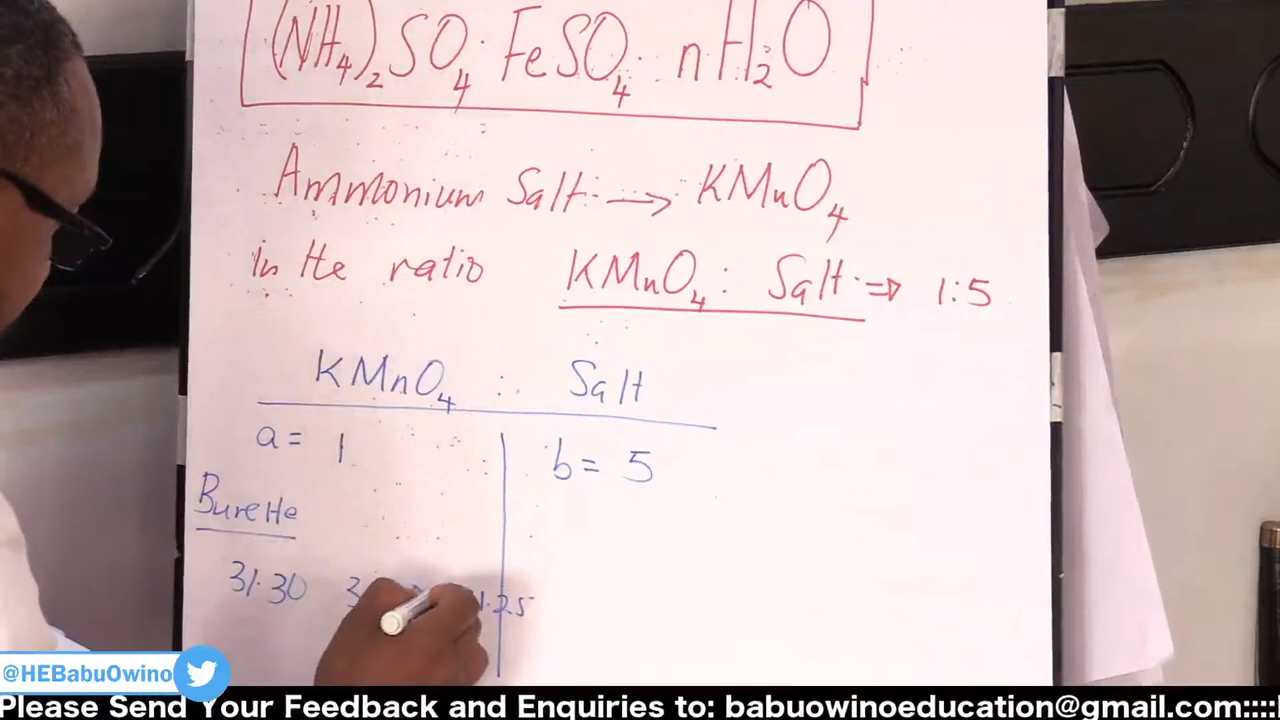 (NH₄)₂SO₄·FeSO₄·nH₂O
Ammonium Salt → KMnO₄
in the ratio KMnO₄: Salt ⇒ 1:5
KMnO₄ : Salt
a = 1
b = 5
Burette
31.30
@HEBabuOwino
Please Send Your Feedback and Enquiries to: babuowinoeducation@gmail.com::::